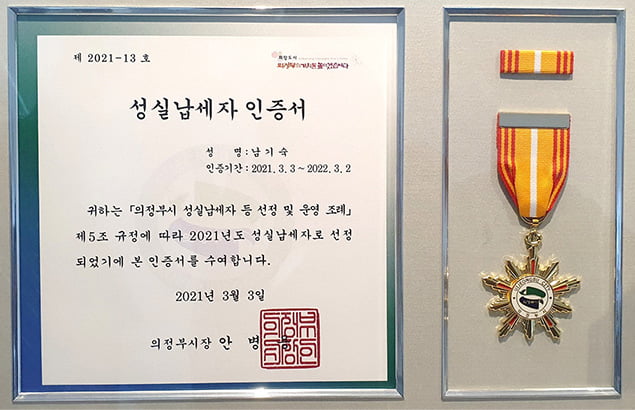 제 2021-13 호
성실납세자 인증서
성 명 : 남기숙
인증기간 : 2021. 3. 3 ~ 2022. 3. 2
귀하는 「의정부시 성실납세자 등 선정 및 운영 조례」
제5조 규정에 따라 2021년도 성실납세자로 선정
되었기에 본 인증서를 수여합니다.
2021년 3월 3일
의정부시장 안 병